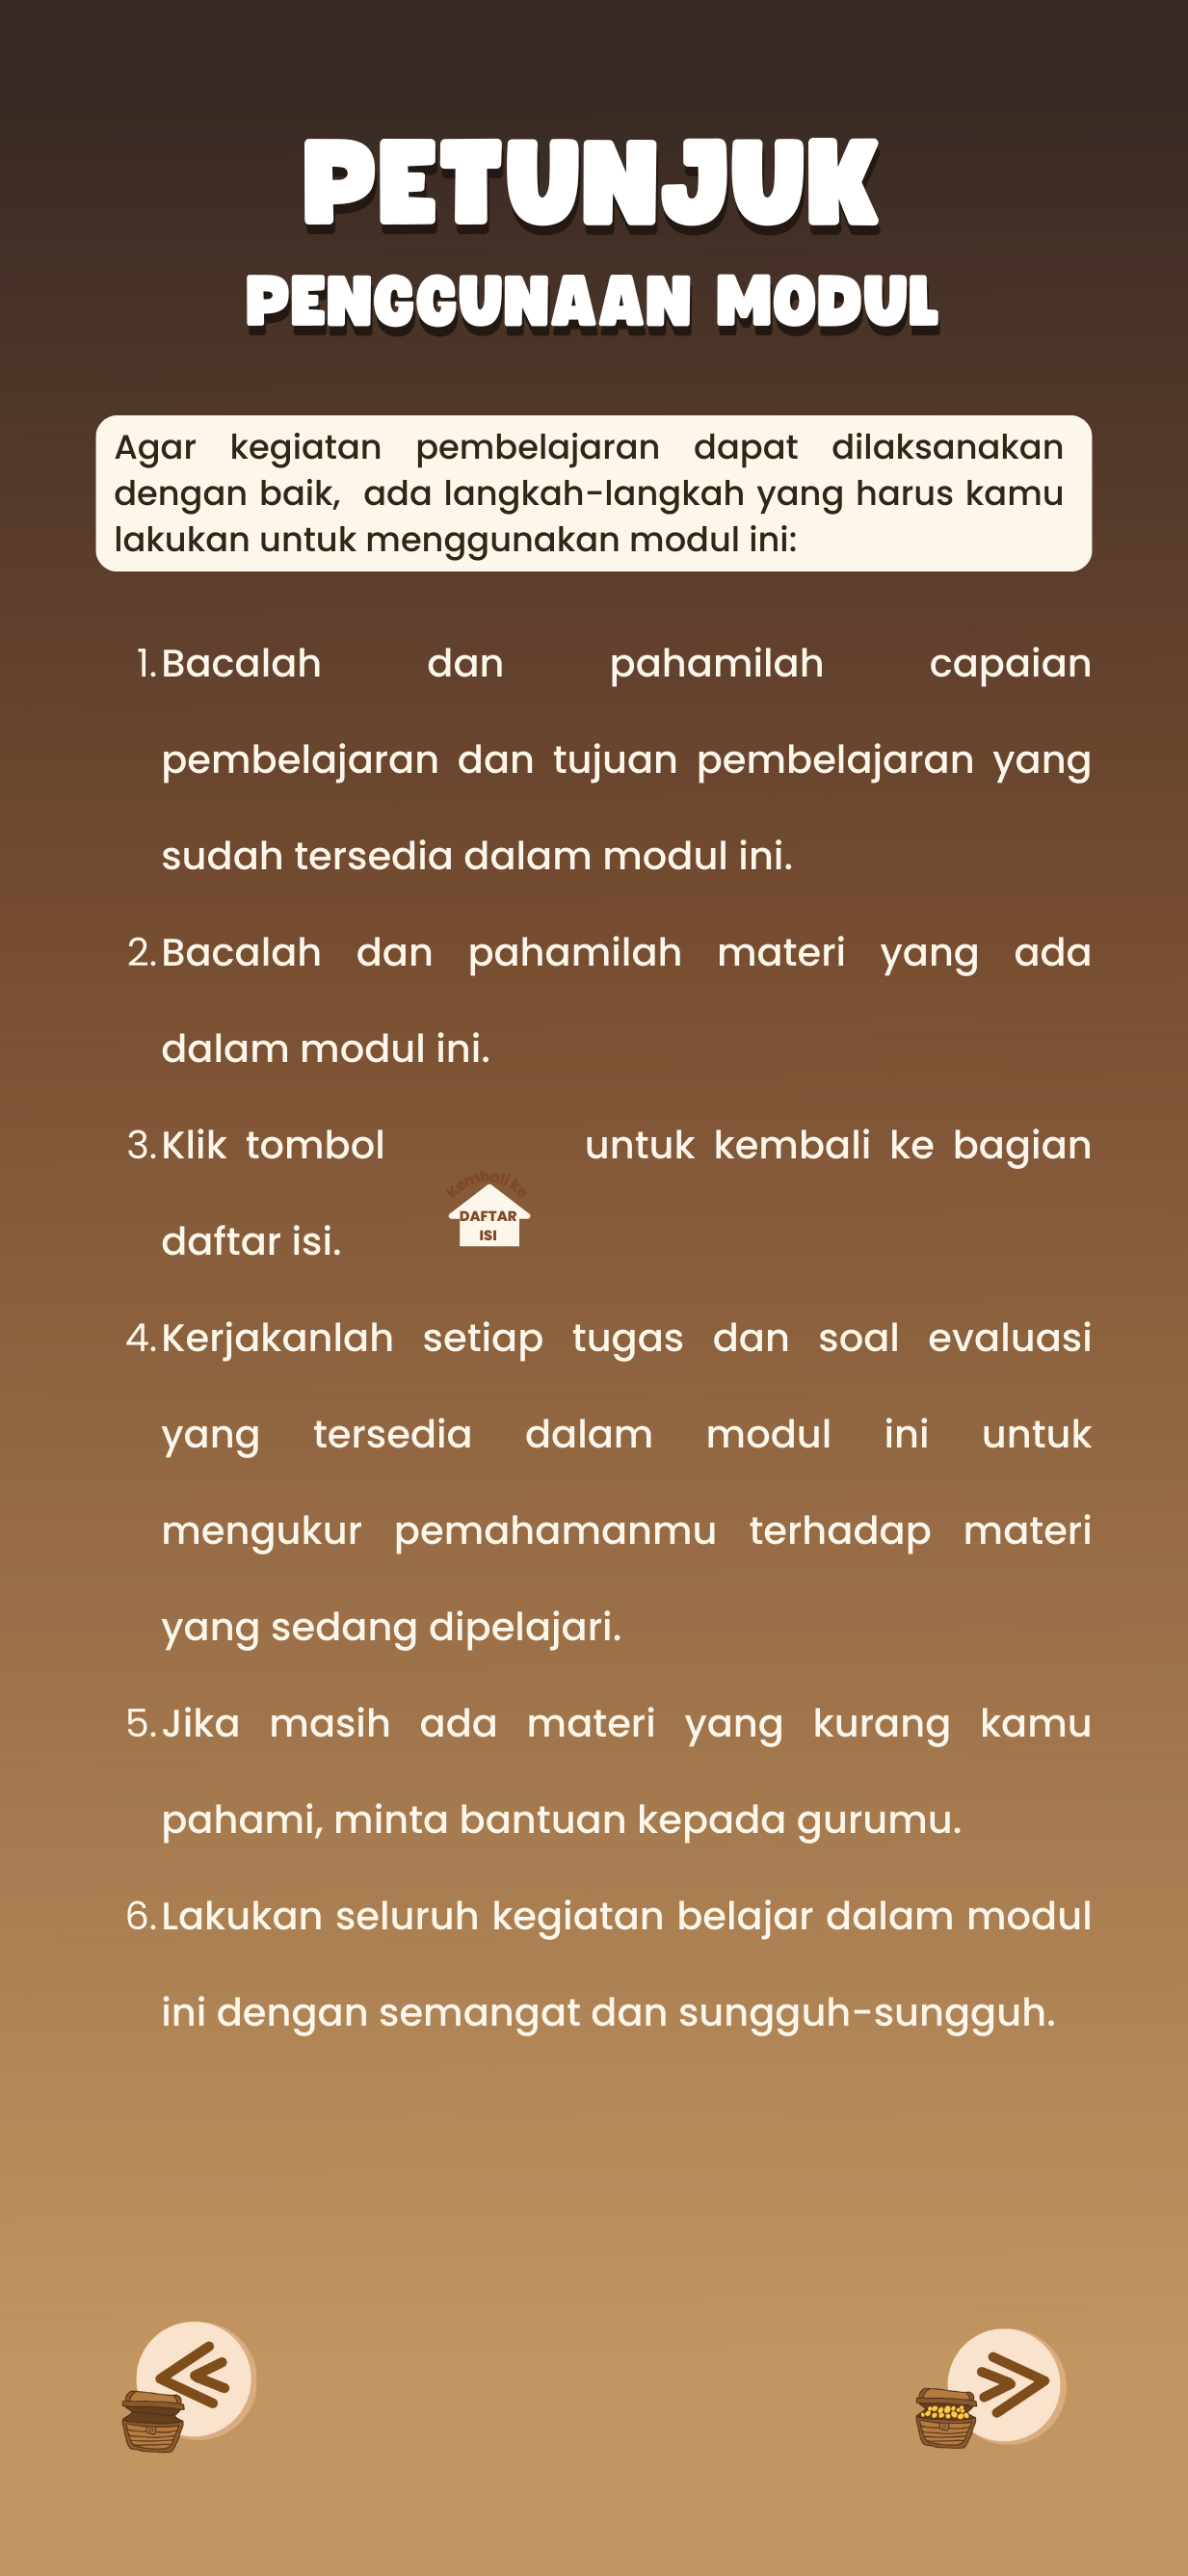 PETUNJUK
PENGGUNAAN MODUL
Agar kegiatan pembelajaran dapat dilaksanakan
dengan baik, ada langkah-langkah yang harus kamu
lakukan untuk menggunakan modul ini:
1. Bacalah dan pahamilah capaian
pembelajaran dan tujuan pembelajaran yang
sudah tersedia dalam modul ini.
2. Bacalah dan pahamilah materi yang ada
dalam modul ini.
3. Klik tombol untuk kembali ke bagian
daftar isi.
Kembali ke
DAFTAR
ISI
4. Kerjakanlah setiap tugas dan soal evaluasi
yang tersedia dalam modul ini untuk
mengukur pemahamanmu terhadap materi
yang sedang dipelajari.
5. Jika masih ada materi yang kurang kamu
pahami, minta bantuan kepada gurumu.
6. Lakukan seluruh kegiatan belajar dalam modul
ini dengan semangat dan sungguh-sungguh.